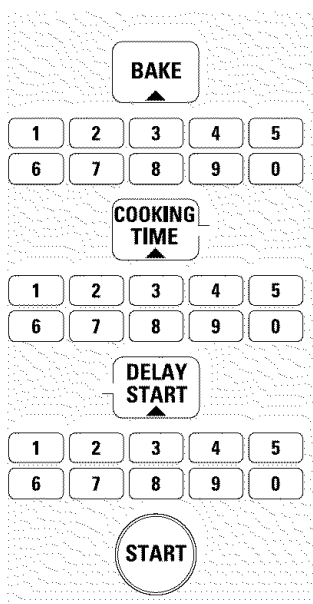 BAKE
1 2 3 4 5
6 7 8 9 0
COOKING
TIME
1 2 3 4 5
6 7 8 9 0
DELAY
START
1 2 3 4 5
6 7 8 9 0
START